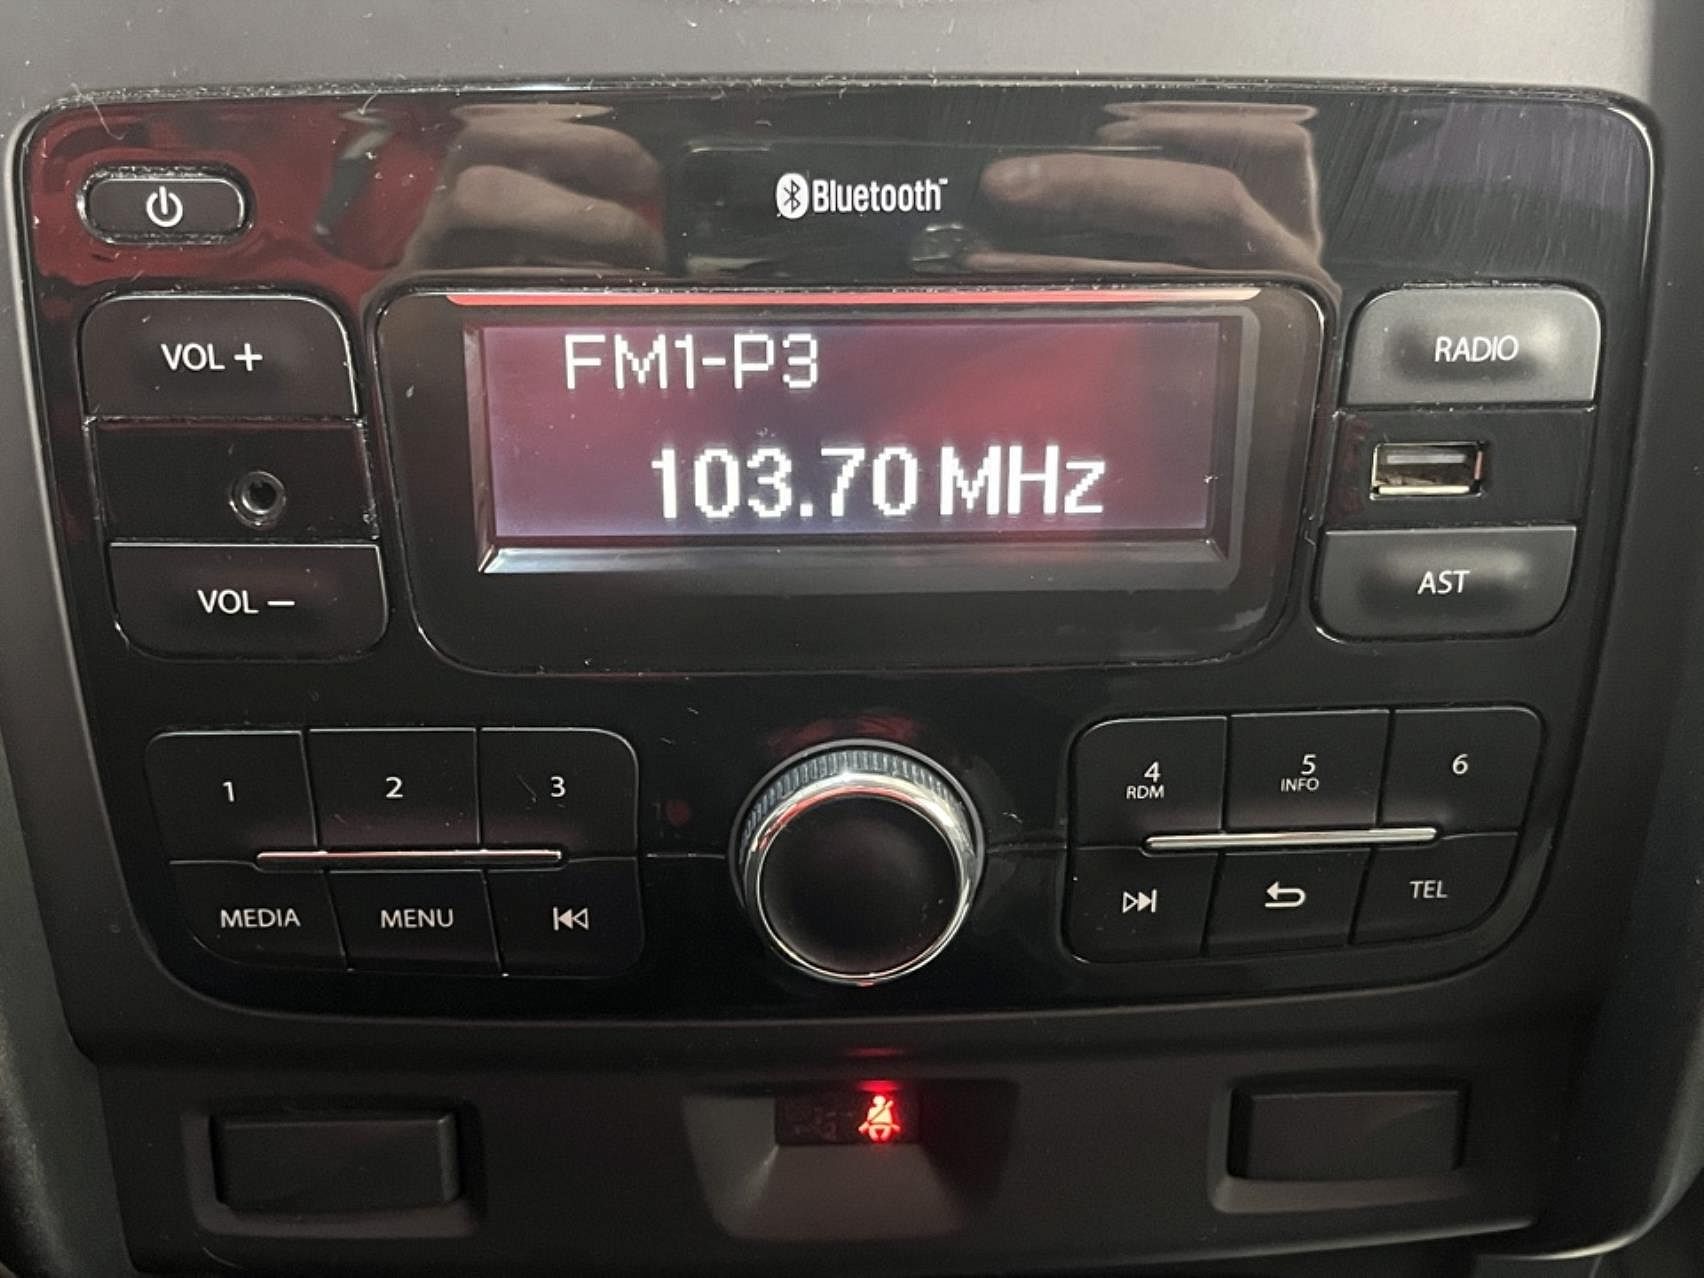 Bluetooth™
VOL +
FM1-P3
RADIO
103.70 MHz
VOL −
AST
1
2
3
4
RDM
5
INFO
6
MEDIA
MENU
TEL